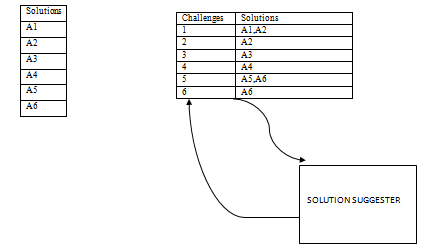 Solutions
A1
A2
A3
A4
A5
A6
Challenges Solutions
1 A1,A2
2 A2
3 A3
4 A4
5 A5,A6
6 A6
SOLUTION SUGGESTER